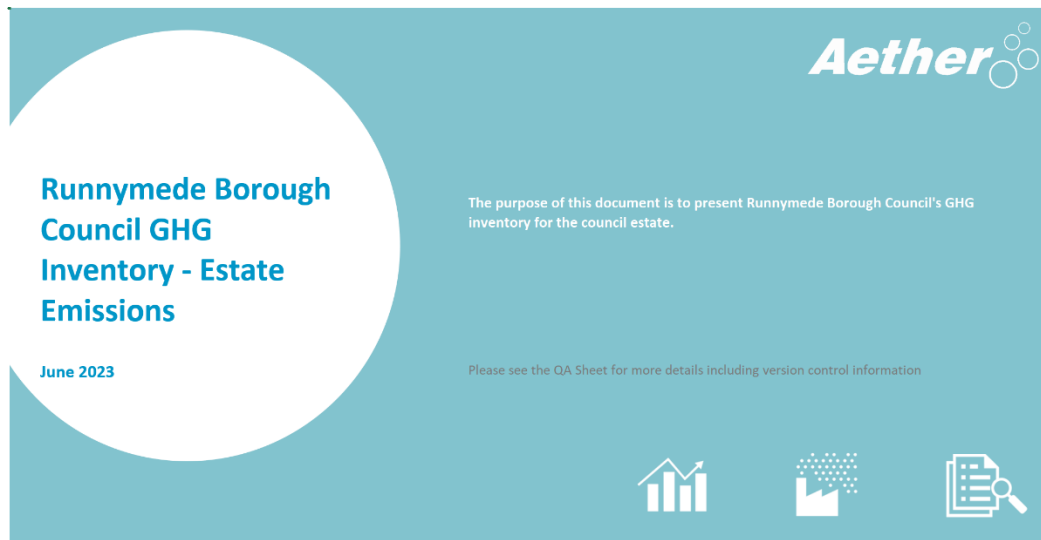 Aether
Runnymede Borough
Council GHG
Inventory - Estate
Emissions
June 2023
The purpose of this document is to present Runnymede Borough Council's GHG
inventory for the council estate.
Please see the QA Sheet for more details including version control information